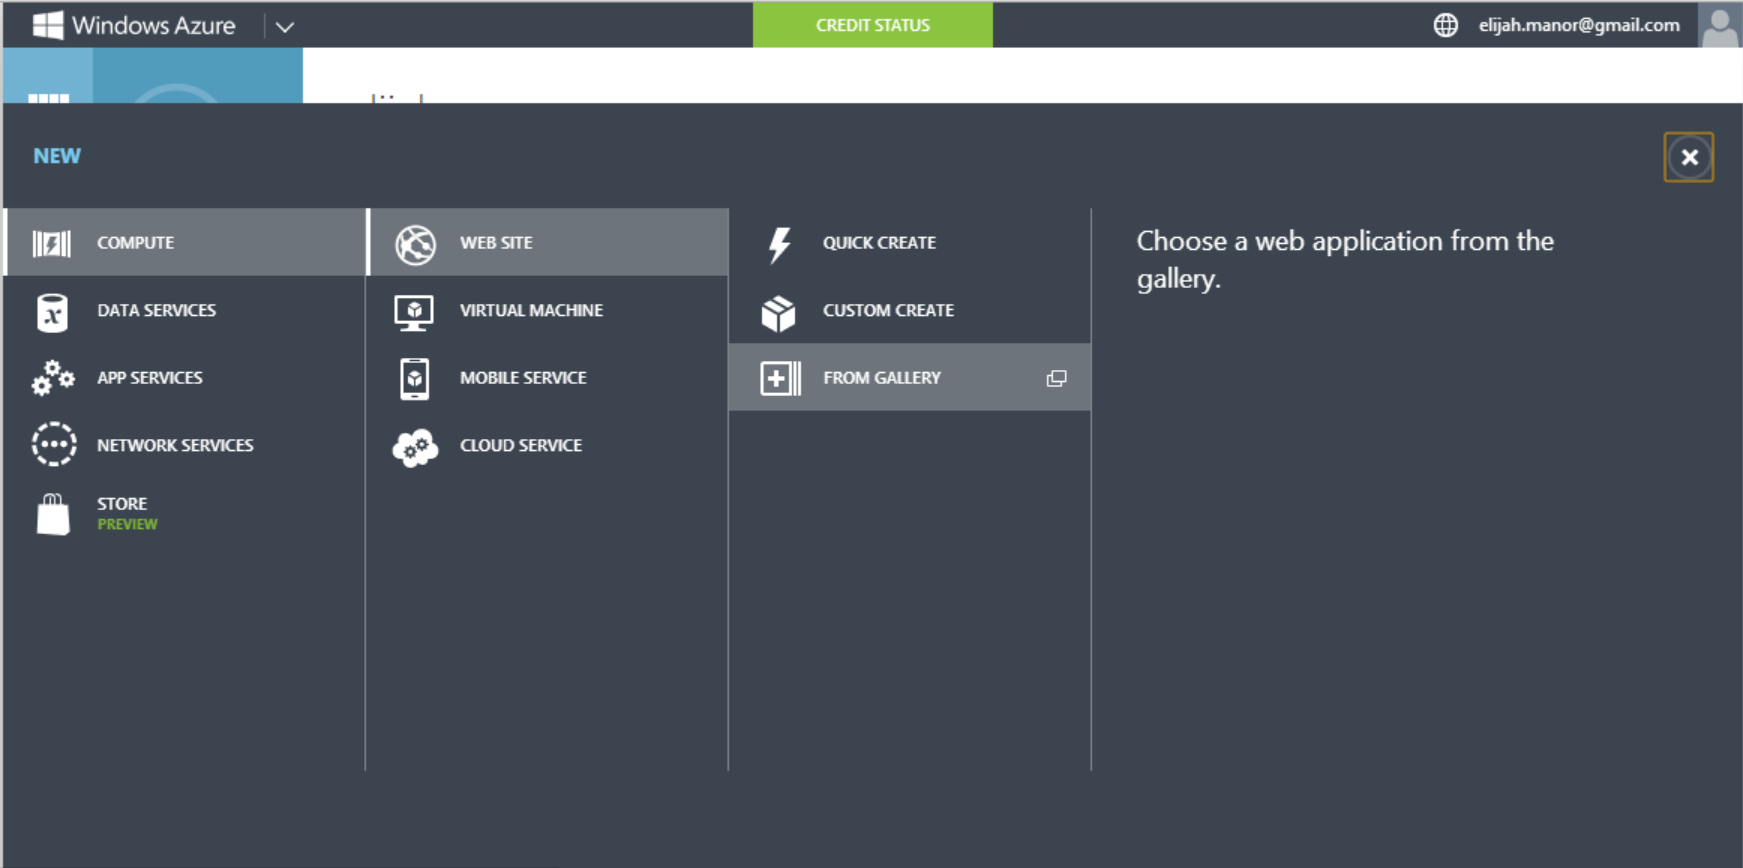 Windows Azure
CREDIT STATUS
elijah.manor@gmail.com
NEW
COMPUTE
DATA SERVICES
APP SERVICES
NETWORK SERVICES
STORE
PREVIEW
WEB SITE
VIRTUAL MACHINE
MOBILE SERVICE
CLOUD SERVICE
QUICK CREATE
CUSTOM CREATE
FROM GALLERY
Choose a web application from the
gallery.